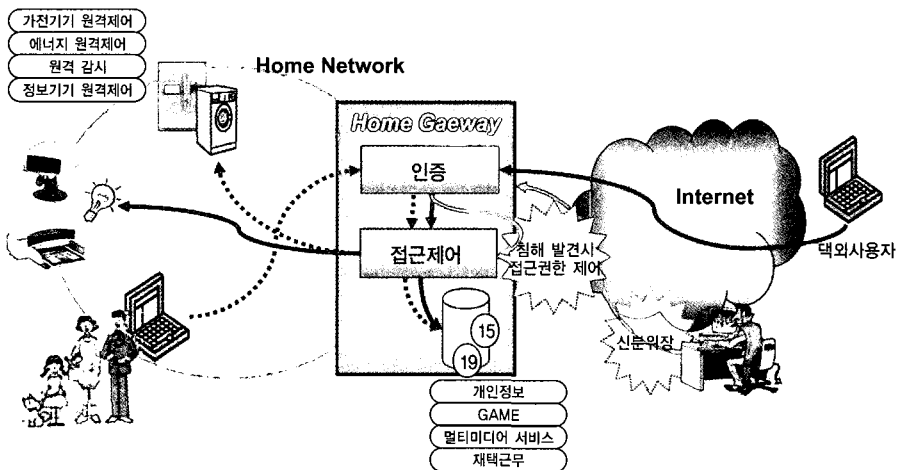 가전기기 원격제어
에너지 원격제어
원격 감시
정보기기 원격제어
Home Network
Home Gaeway
인증
접근제어
15
19
침해 발견시
접근권한 제어
Internet
댁외사용자
신분위장
개인정보
GAME
멀티미디어 서비스
재택근무